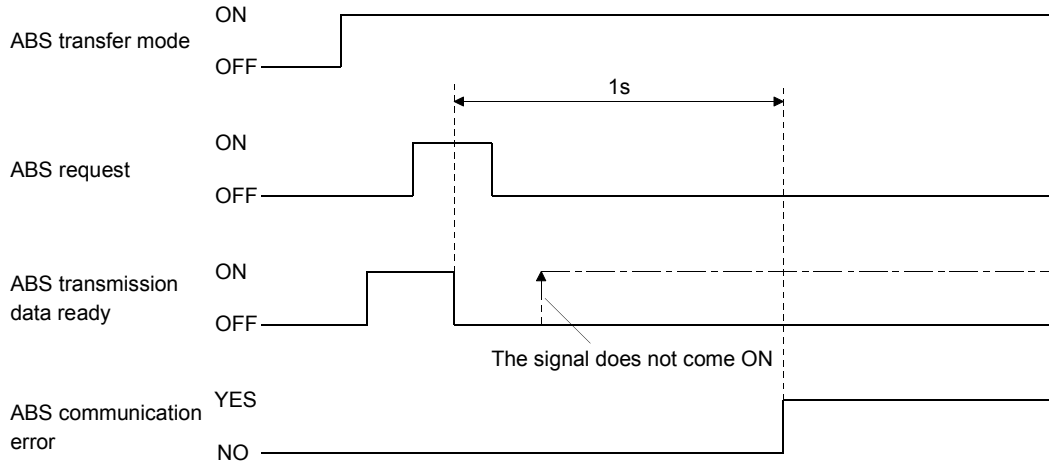 ON
ABS transfer mode
OFF
1s
ON
ABS request
OFF
ON
ABS transmission
data ready
OFF
The signal does not come ON
YES
ABS communication
error
NO